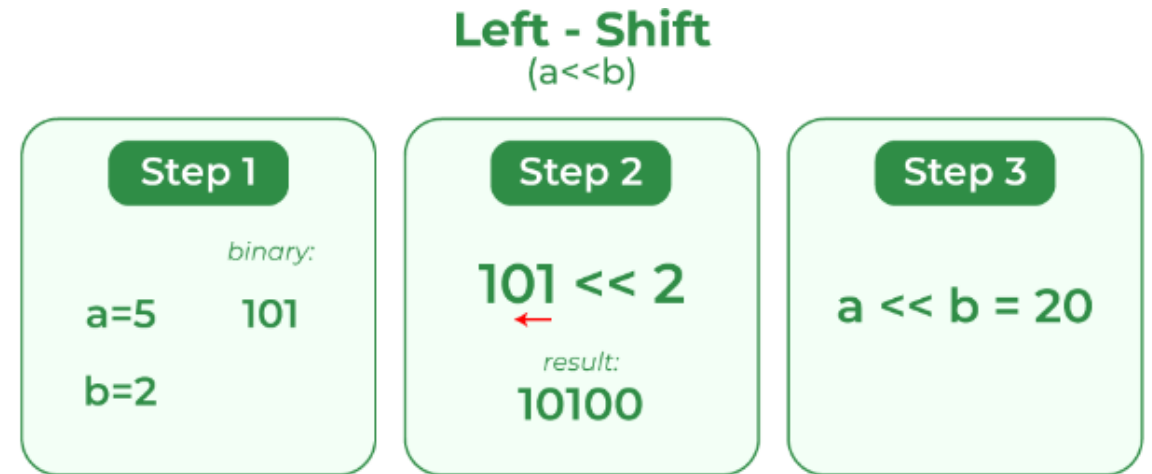 Left - Shift
(a<<b)
Step 1
binary:
a=5 101
b=2
Step 2
101 << 2
result:
10100
Step 3
a << b = 20